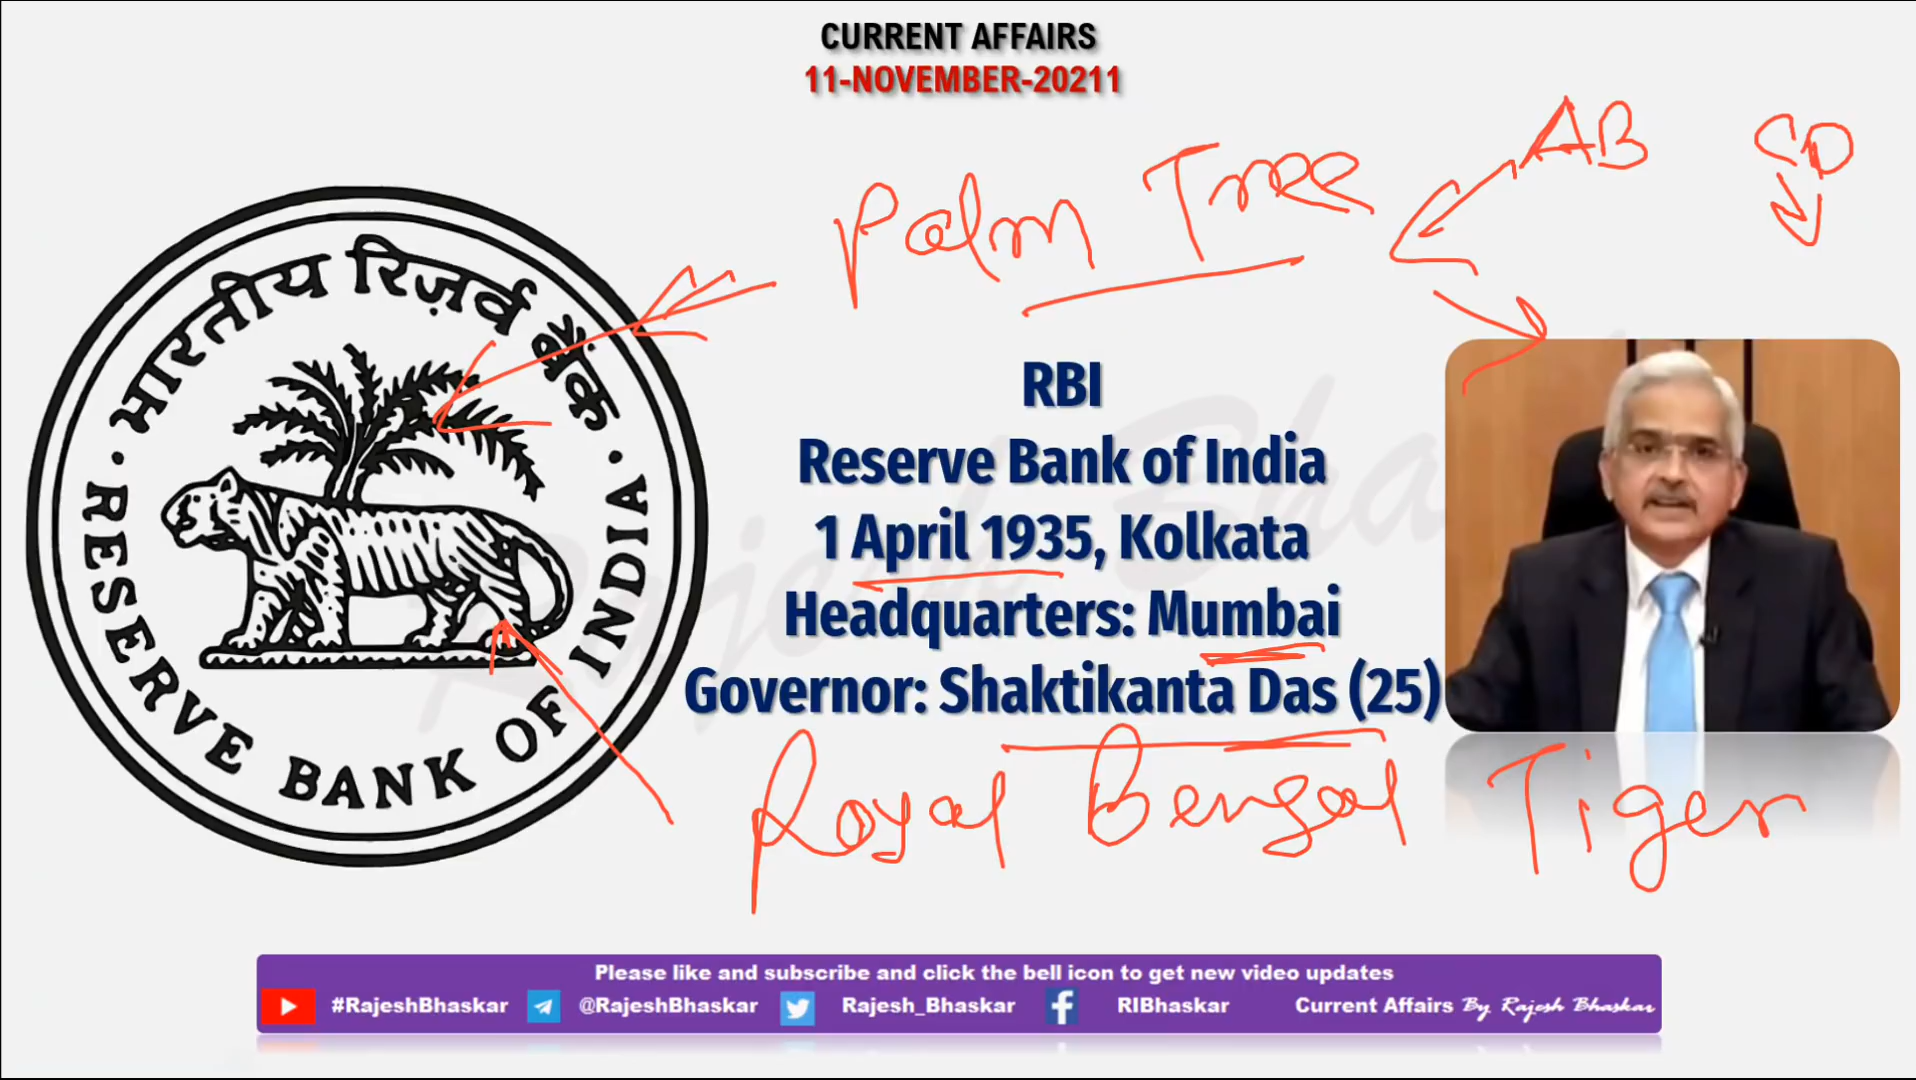 CURRENT AFFAIRS
11-NOVEMBER-20211
AB
SD
Palm Tree
भारतीय रिज़र्व बैंक
RESERVE BANK OF INDIA
RBI
Reserve Bank of India
1 April 1935, Kolkata
Headquarters: Mumbai
Governor: Shaktikanta Das (25)
Royal Bengal Tiger
Rajesh Bha
Please like and subscribe and click the bell icon to get new video updates
#RajeshBhaskar @RajeshBhaskar Rajesh_Bhaskar RIBhaskar Current Affairs By Rajesh Bhaskar